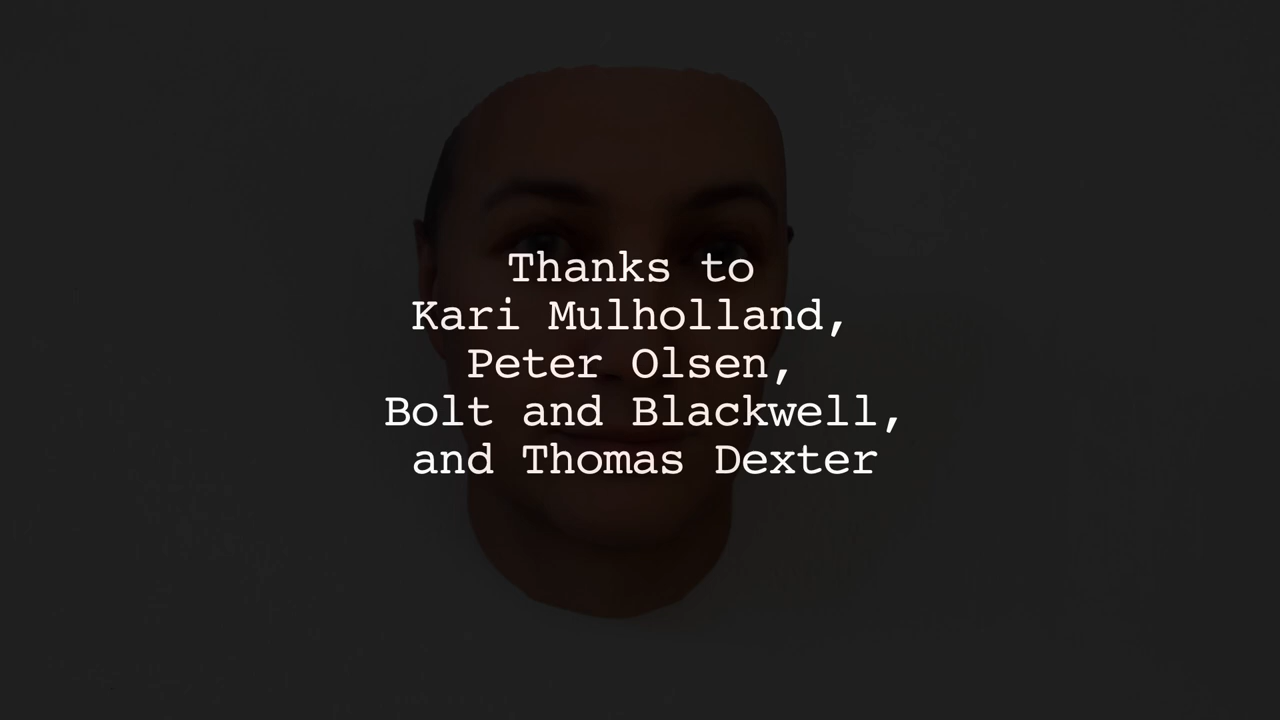 Thanks to
Kari Mulholland,
Peter Olsen,
Bolt and Blackwell,
and Thomas Dexter